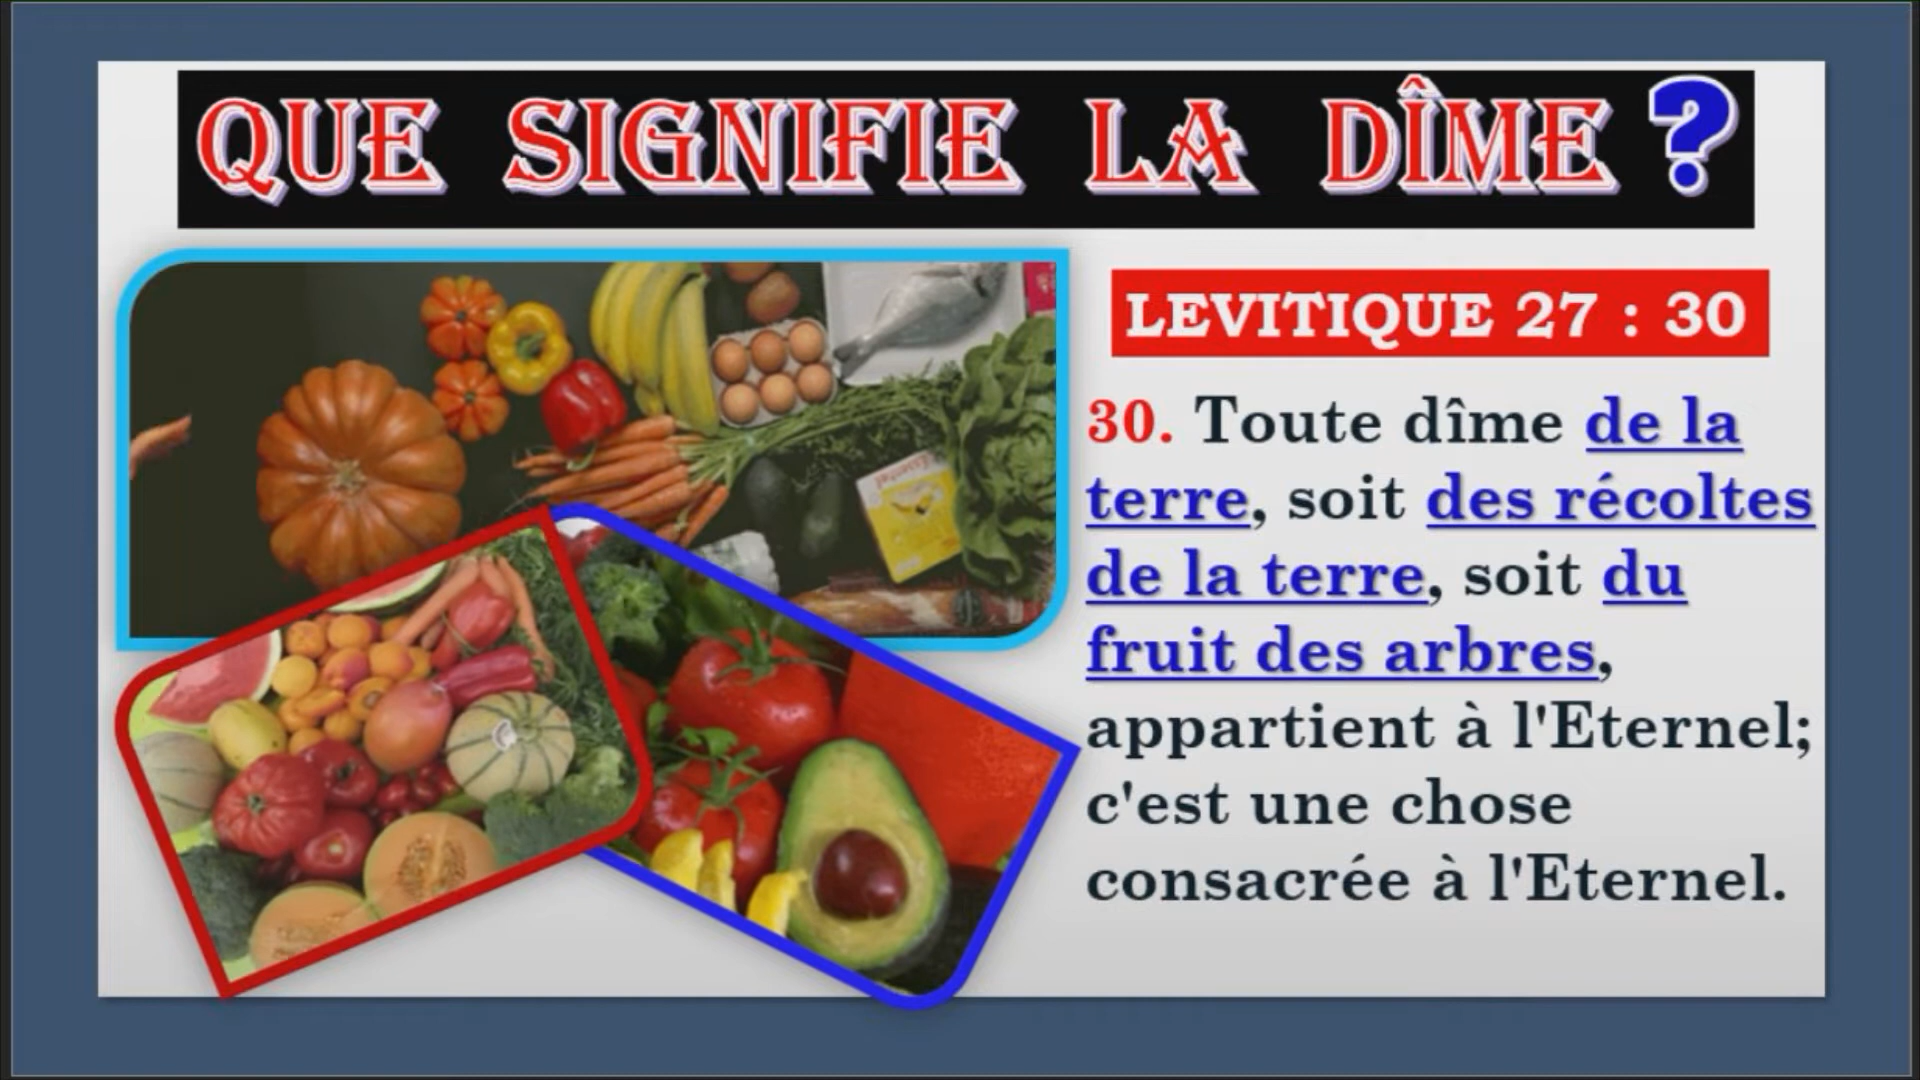 QUE SIGNIFIE LA DÎME ?
LEVITIQUE 27 : 30
30. Toute dîme de la
terre, soit des récoltes
de la terre, soit du
fruit des arbres,
appartient à l'Eternel;
c'est une chose
consacrée à l'Eternel.